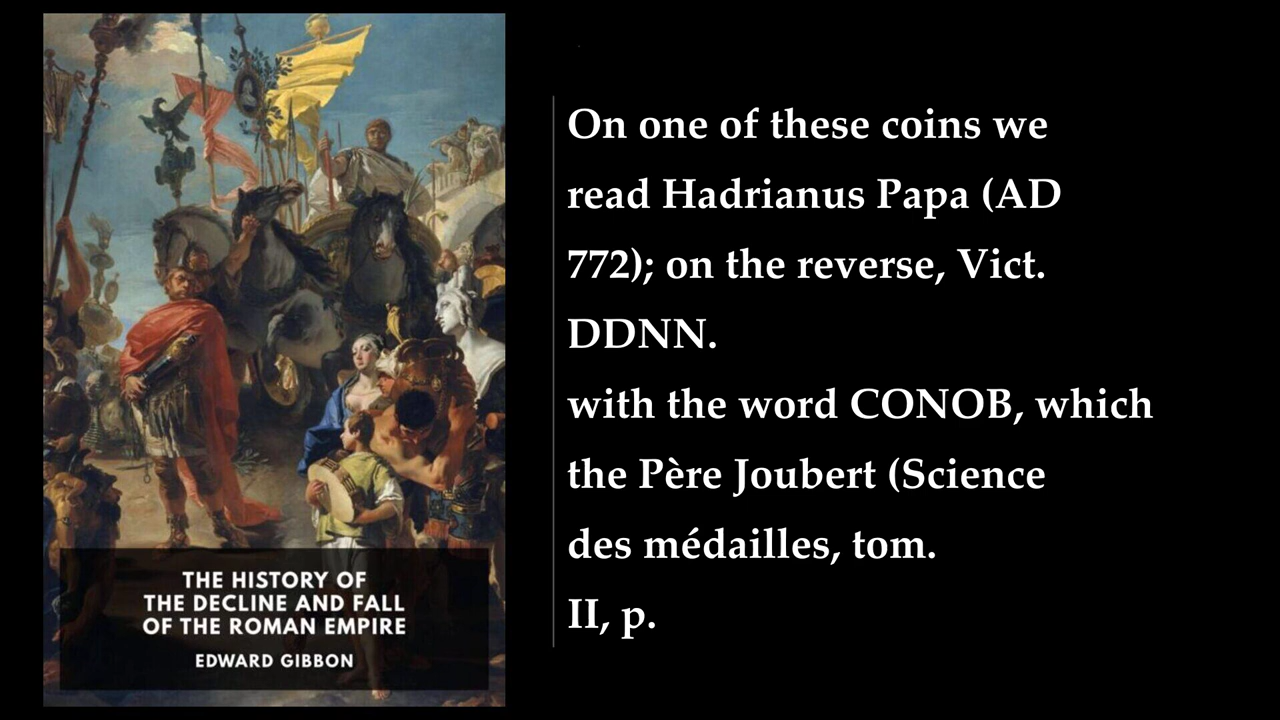 THE HISTORY OF
THE DECLINE AND FALL
OF THE ROMAN EMPIRE
EDWARD GIBBON
On one of these coins we
read Hadrianus Papa (AD
772); on the reverse, Vict.
DDNN.
with the word CONOB, which
the Père Joubert (Science
des médailles, tom.
II, p.